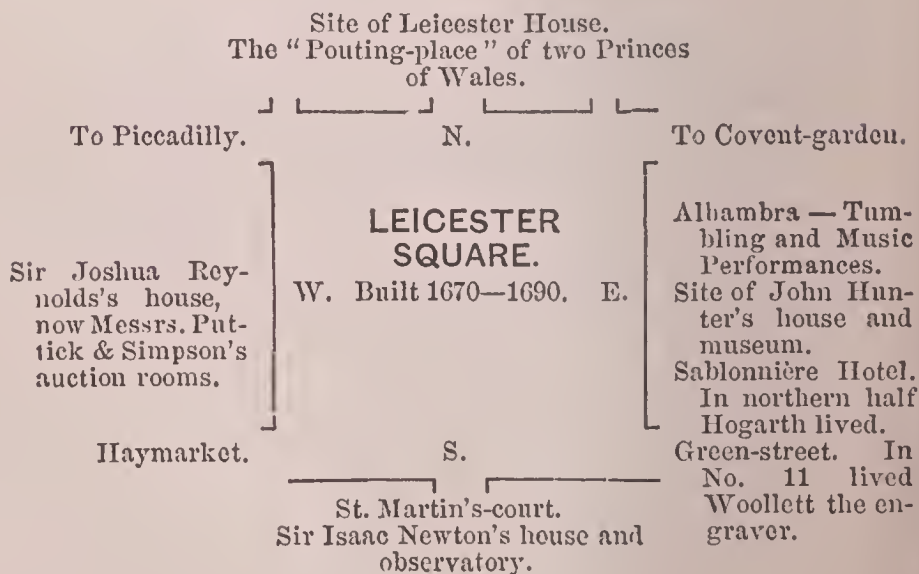 Site of Leicester House.
The “Pouting-place” of two Princes
of Wales.
To Piccadilly.
N.
To Covent-garden.
LEICESTER
SQUARE.
W. Built 1670—1690. E.
Sir Joshua Rey-
nolds's house,
now Messrs. Put-
tick & Simpson's
auction rooms.
Alhambra — Tum-
bling and Music
Performances.
Site of John Hun-
ter's house and
museum.
Sablonnière Hotel.
In northern half
Hogarth lived.
Haymarket.
S.
Green-street. In
No. 11 lived
Woollett the en-
graver.
St. Martin's-court.
Sir Isaac Newton's house and
observatory.